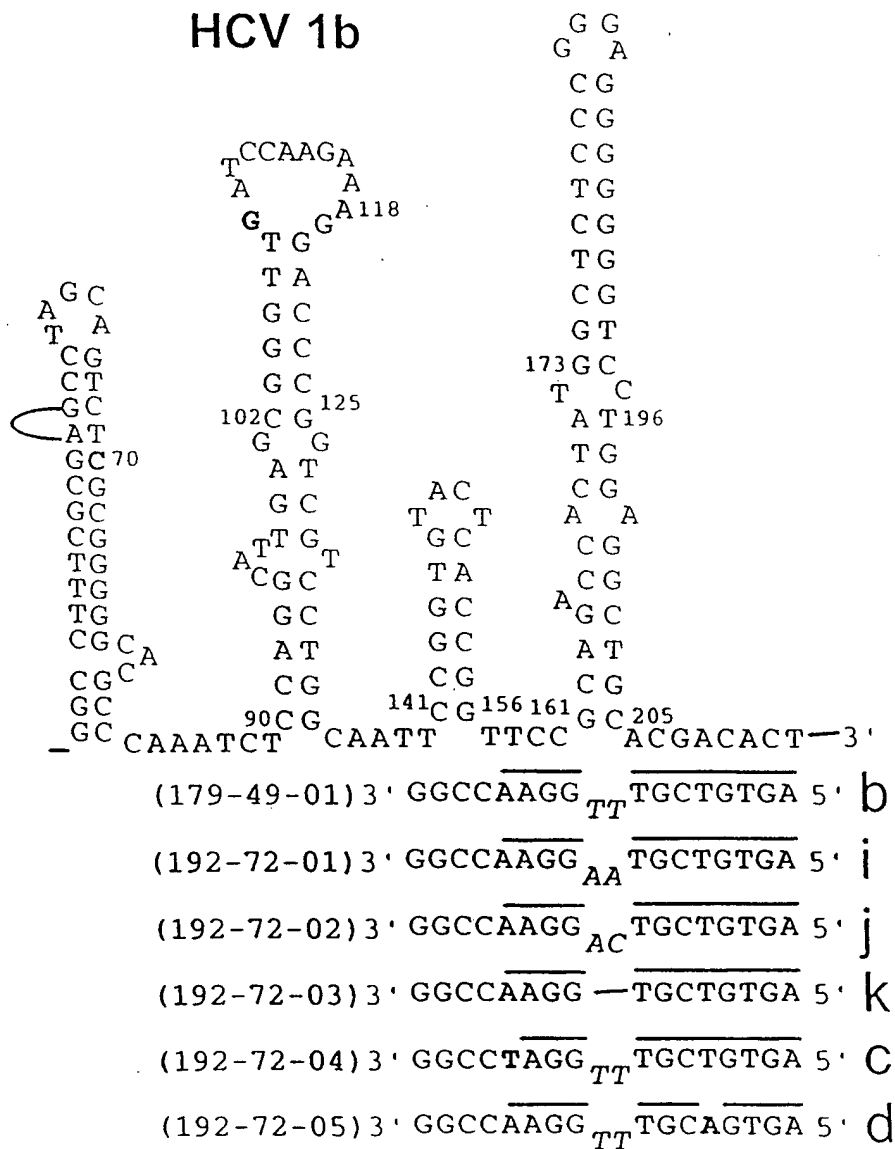 HCV 1b
G C
A A
T
C G
C T
G C
A T
G C 70
C G
G C
C G
T G
T G
T G
C G C A
C C
C G
G C
G C
TCCAAGA
A A
G G A 118
T G
T A
T C
G C
G C
G C
102 C G 125
G G
A T
G C
T T T G T
A C G C
G C
A T
C G
90 C G
A C
T T
G C
T A
G C
G C
C G
C G
141 C G 156
G G
G A
C G
C G
C G
T G
C G
T G
C G
G T
173 G C
T C
A T 196
T G
C G
A A
C G
C G
A G C
A T
C G
161 G C 205
CAAATCT CAATT TTCC ACGACACT—3'
(179-49-01)3' GGCCAAGG TT TGCTGTGA 5' b
(192-72-01)3' GGCCAAGG AA TGCTGTGA 5' i
(192-72-02)3' GGCCAAGG AC TGCTGTGA 5' j
(192-72-03)3' GGCCAAGG — TGCTGTGA 5' k
(192-72-04)3' GGCCTAGG TT TGCTGTGA 5' c
(192-72-05)3' GGCCAAGG TT TGCAGTGA 5' d